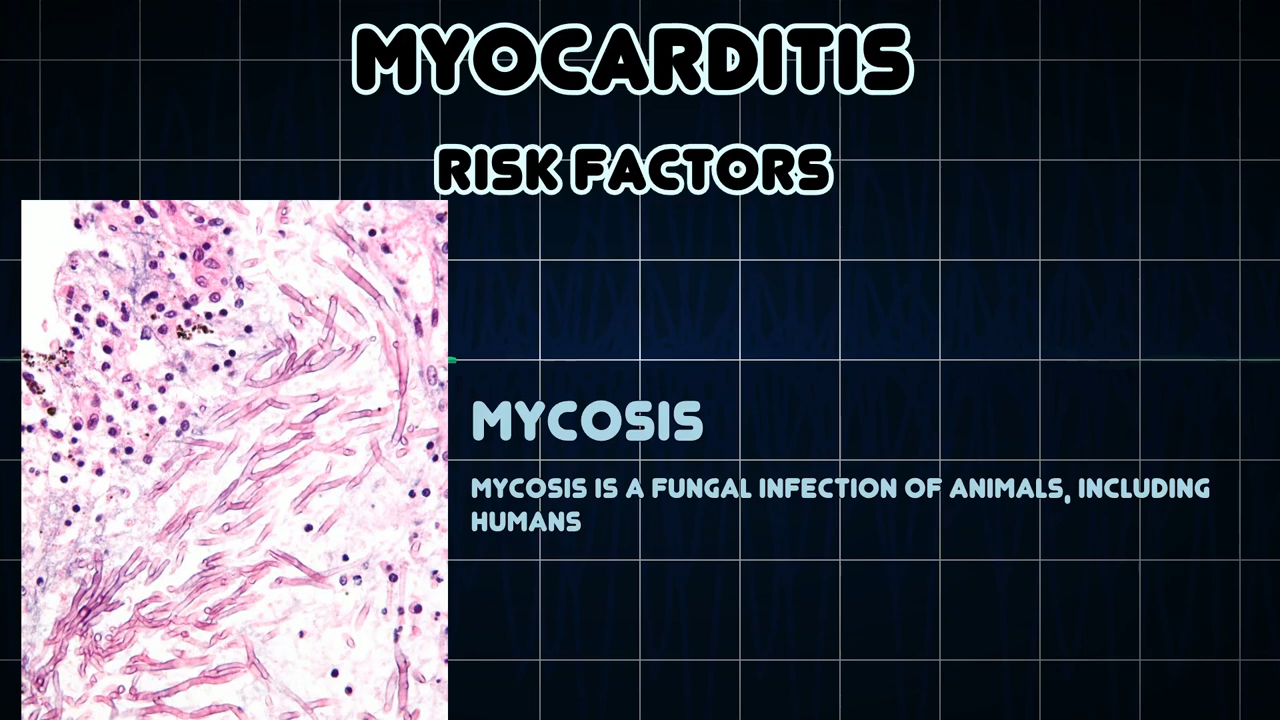 MYOCARDITIS
RISK FACTORS
MYCOSIS
MYCOSIS IS A FUNGAL INFECTION OF ANIMALS, INCLUDING
HUMANS